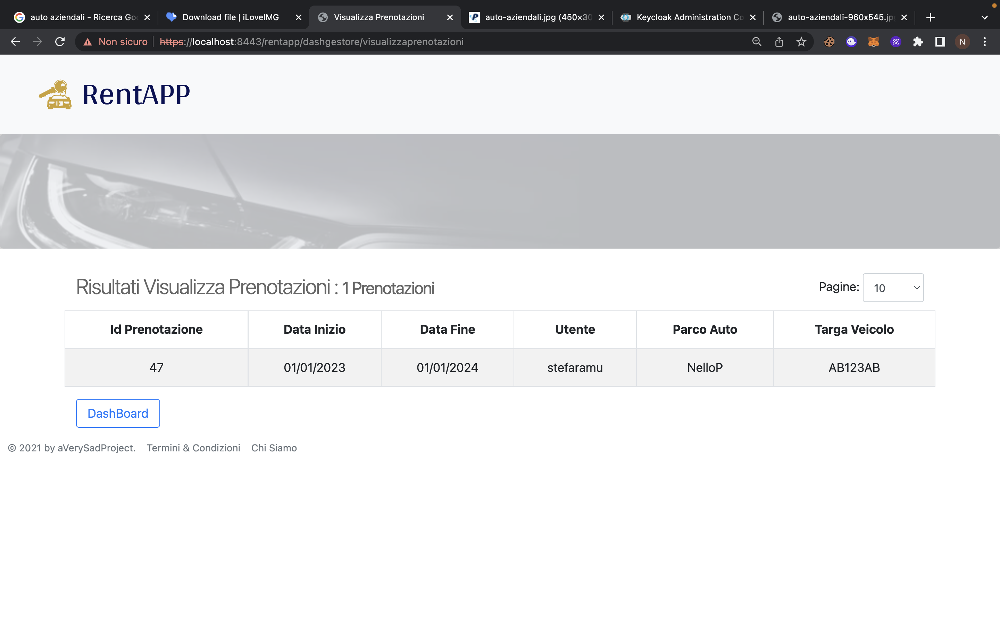 auto aziendali - Ricerca Goo
Download file | iLoveIMG
Visualizza Prenotazioni
auto-aziendali.jpg (450×30
Keycloak Administration Co
auto-aziendali-960x545.jp
Non sicuro
https://localhost:8443/rentapp/dashgestore/visualizzaprenotazioni
N
RentAPP
Risultati Visualizza Prenotazioni : 1 Prenotazioni
Pagine: 10
Id Prenotazione Data Inizio Data Fine Utente Parco Auto Targa Veicolo
47 01/01/2023 01/01/2024 stefaramu NelloP AB123AB
DashBoard
© 2021 by aVerySadProject. Termini & Condizioni Chi Siamo